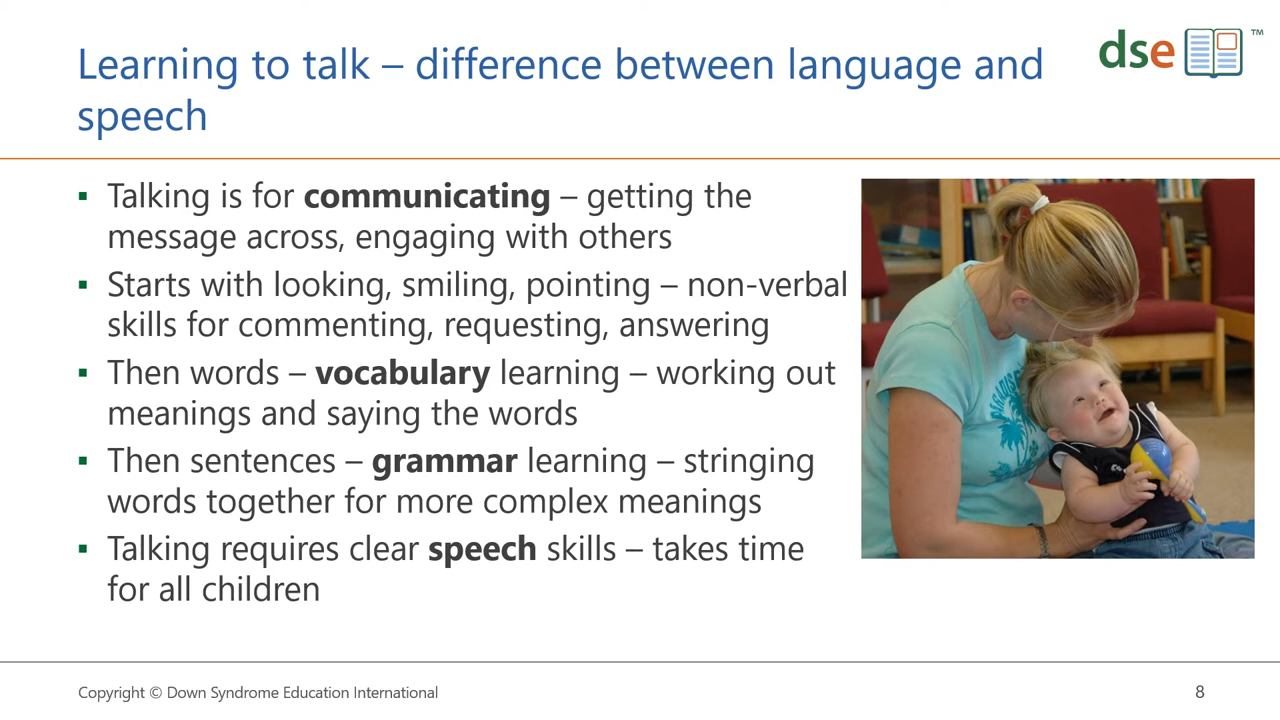 Learning to talk – difference between language and
speech
dse
™
▪ Talking is for communicating – getting the
message across, engaging with others
▪ Starts with looking, smiling, pointing – non-verbal
skills for commenting, requesting, answering
▪ Then words – vocabulary learning – working out
meanings and saying the words
▪ Then sentences – grammar learning – stringing
words together for more complex meanings
▪ Talking requires clear speech skills – takes time
for all children
Copyright © Down Syndrome Education International
8